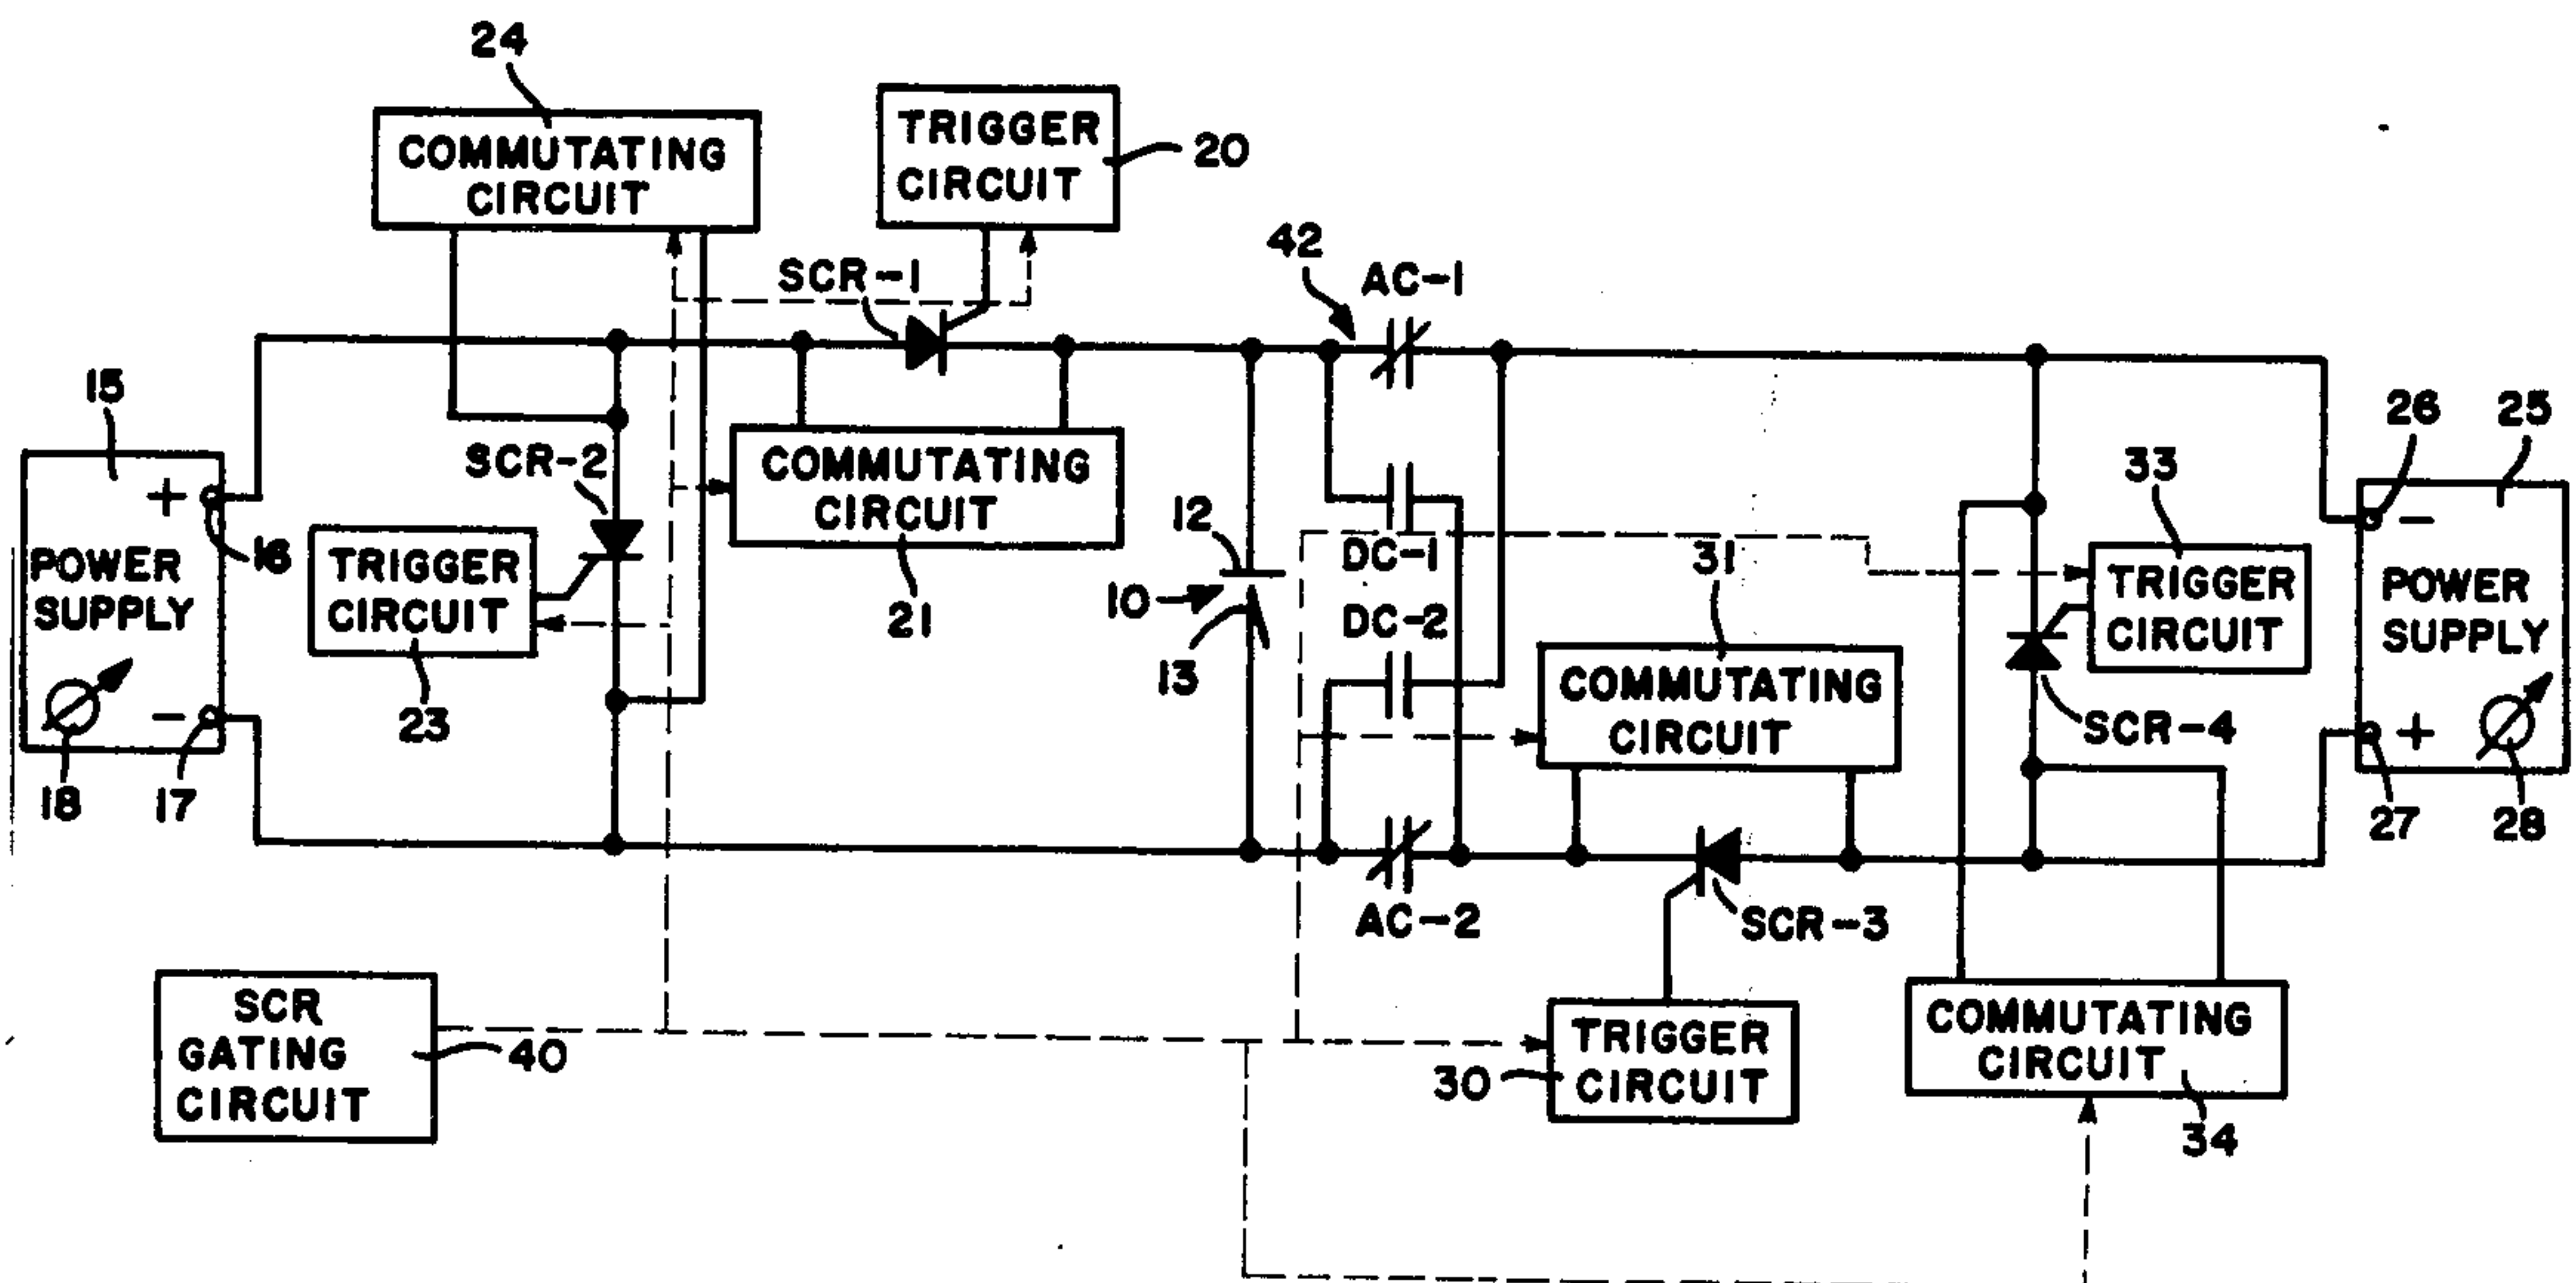 24
COMMUTATING
CIRCUIT
TRIGGER
CIRCUIT
20
SCR-1
42
AC-1
15
+
POWER
SUPPLY
-
16
18
17
SCR-2
TRIGGER
CIRCUIT
23
COMMUTATING
CIRCUIT
21
12
10
13
DC-1
DC-2
31
COMMUTATING
CIRCUIT
33
TRIGGER
CIRCUIT
SCR-4
26
25
-
POWER
SUPPLY
+
27
28
AC-2
SCR-3
SCR
GATING
CIRCUIT
40
TRIGGER
CIRCUIT
30
COMMUTATING
CIRCUIT
34